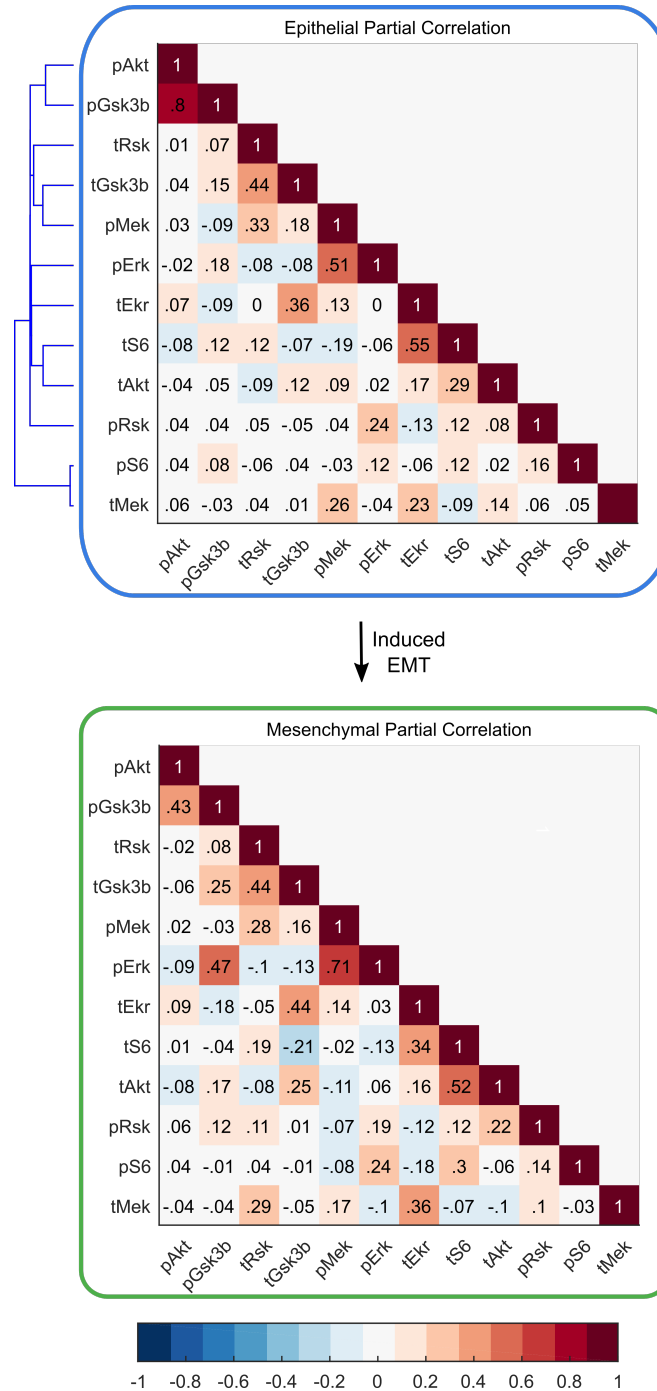 Epithelial Partial Correlation
pAkt 1
pGsk3b .8 1
tRsk .01 .07 1
tGsk3b .04 .15 .44 1
pMek .03 -.09 .33 .18 1
pErk -.02 .18 -.08 -.08 .51 1
tEkr .07 -.09 0 .36 .13 0 1
tS6 -.08 .12 .12 -.07 -.19 -.06 .55 1
tAkt -.04 .05 -.09 .12 .09 .02 .17 .29 1
pRsk .04 .04 .05 -.05 .04 .24 -.13 .12 .08 1
pS6 .04 .08 -.06 .04 -.03 .12 -.06 .12 .02 .16 1
tMek .06 -.03 .04 .01 .26 -.04 .23 -.09 .14 .06 .05
pAkt pGsk3b tRsk tGsk3b pMek pErk tEkr tS6 tAkt pRsk pS6 tMek
Induced
EMT
Mesenchymal Partial Correlation
pAkt 1
pGsk3b .43 1
tRsk -.02 .08 1
tGsk3b -.06 .25 .44 1
pMek .02 -.03 .28 .16 1
pErk -.09 .47 -.1 -.13 .71 1
tEkr .09 -.18 -.05 .44 .14 .03 1
tS6 .01 -.04 .19 -.21 -.02 -.13 .34 1
tAkt -.08 .17 -.08 .25 -.11 .06 .16 .52 1
pRsk .06 .12 .11 .01 -.07 .19 -.12 .12 .22 1
pS6 .04 -.01 .04 -.01 -.08 .24 -.18 .3 -.06 .14 1
tMek -.04 -.04 .29 -.05 .17 -.1 .36 -.07 -.1 .1 -.03 1
pAkt pGsk3b tRsk tGsk3b pMek pErk tEkr tS6 tAkt pRsk pS6 tMek
-1 -0.8 -0.6 -0.4 -0.2 0 0.2 0.4 0.6 0.8 1